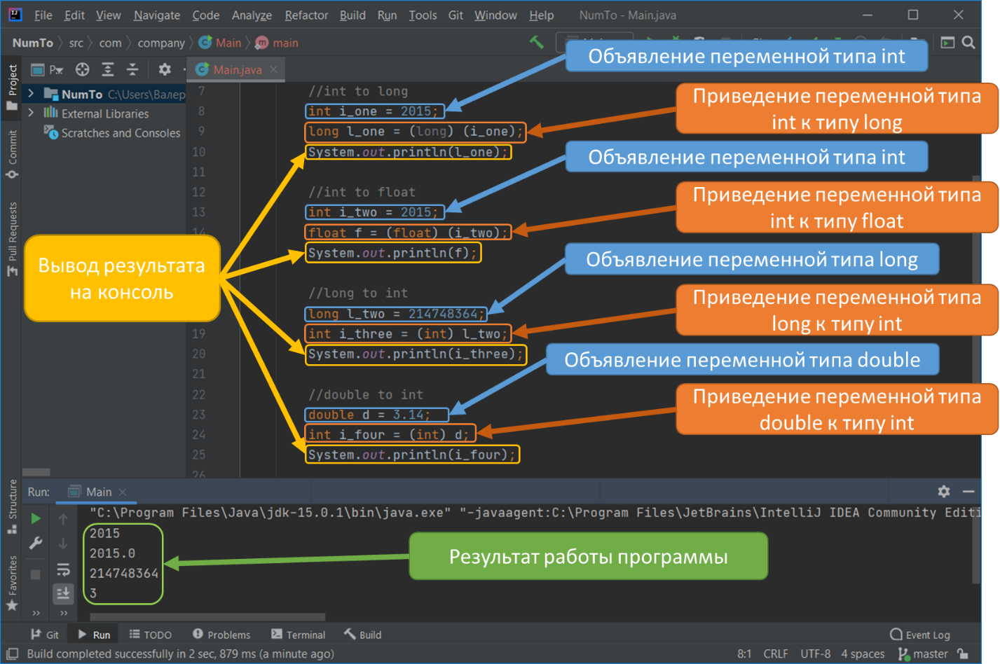 File Edit View Navigate Code Analyze Refactor Build Run Tools Git Window Help NumTo - Main.java
NumTo src com company Main main
Project
Commit
Pull Requests
Structure
Favorites
Main.java
NumTo C:\Users\Валер
External Libraries
Scratches and Consoles
7 //int to long
8 int i_one = 2015;
9 long l_one = (long) (i_one);
10 System.out.println(l_one);
11
12 //int to float
13 int i_two = 2015;
14 float f = (float) (i_two);
System.out.println(f);
//long to int
long l_two = 214748364;
19 int i_three = (int) l_two;
20 System.out.println(i_three);
21
22 //double to int
23 double d = 3.14;
24 int i_four = (int) d;
25 System.out.println(i_four);
26
Объявление переменной типа int
Приведение переменной типа
int к типу long
Объявление переменной типа int
Приведение переменной типа
int к типу float
Объявление переменной типа long
Приведение переменной типа
long к типу int
Объявление переменной типа double
Приведение переменной типа
double к типу int
Вывод результата
на консоль
Run: Main
"C:\Program Files\Java\jdk-15.0.1\bin\java.exe" "-javaagent:C:\Program Files\JetBrains\IntelliJ IDEA Community Editi
2015
2015.0
214748364
3
Результат работы программы
Git Run TODO Problems Terminal Build Event Log
Build completed successfully in 2 sec, 879 ms (a minute ago) 8:1 CRLF UTF-8 4 spaces master